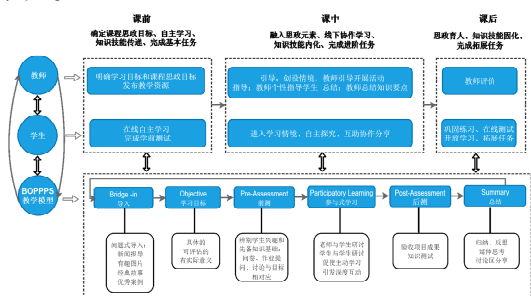 课前
确定课程思政目标、自主学习、
知识技能传递、完成基本任务
课中
融入思政元素、线下协作学习、
知识技能内化、完成进阶任务
课后
思政育人、知识技能固化、
完成拓展任务
教师
明确学习目标和课程思政目标
发布教学资源
引导：创设情境、教师引导开展活动
指导：教师个性指导学生 总结：教师总结知识要点
教师评价
学生
在线自主学习
完成学前测试
进入学习情境、自主探究、互助协作分享
巩固练习、在线测试
开放学习、拓展任务
BOPPPS
教学模型
Bridge -in
导入
Objective
学习目标
Pre-Assessment
前测
Participatory Learning
参与式学习
Post-Assessment
后测
Summary
总结
问题式导入：
新闻报导
有趣图片
经典故事
优秀案例
具体的
可评估的
有实际意义
辨别学生兴趣和
先备知识基础：
问卷、作业提
问、讨论与目标
相对应
老师与学生研讨
学生与学生研讨
促使主动学习
引发深度互动
验收项目成果
知识测试
归纳、反思
延伸思考
讨论区分享